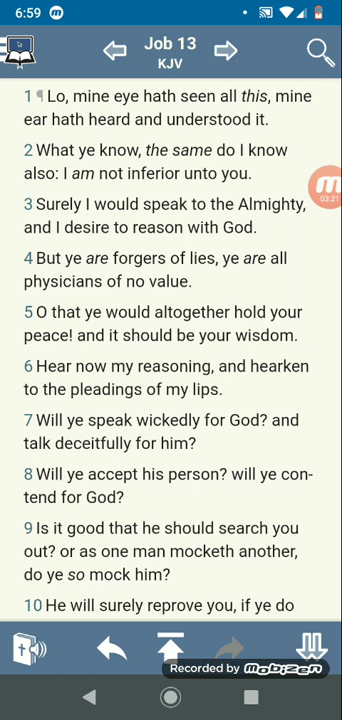 6:59
Job 13
KJV
1 ¶ Lo, mine eye hath seen all this, mine
ear hath heard and understood it.
2 What ye know, the same do I know
also: I am not inferior unto you.
3 Surely I would speak to the Almighty,
and I desire to reason with God.
03:21
4 But ye are forgers of lies, ye are all
physicians of no value.
5 O that ye would altogether hold your
peace! and it should be your wisdom.
6 Hear now my reasoning, and hearken
to the pleadings of my lips.
7 Will ye speak wickedly for God? and
talk deceitfully for him?
8 Will ye accept his person? will ye con-
tend for God?
9 Is it good that he should search you
out? or as one man mocketh another,
do ye so mock him?
10 He will surely reprove you, if ye do
Recorded by mobizen